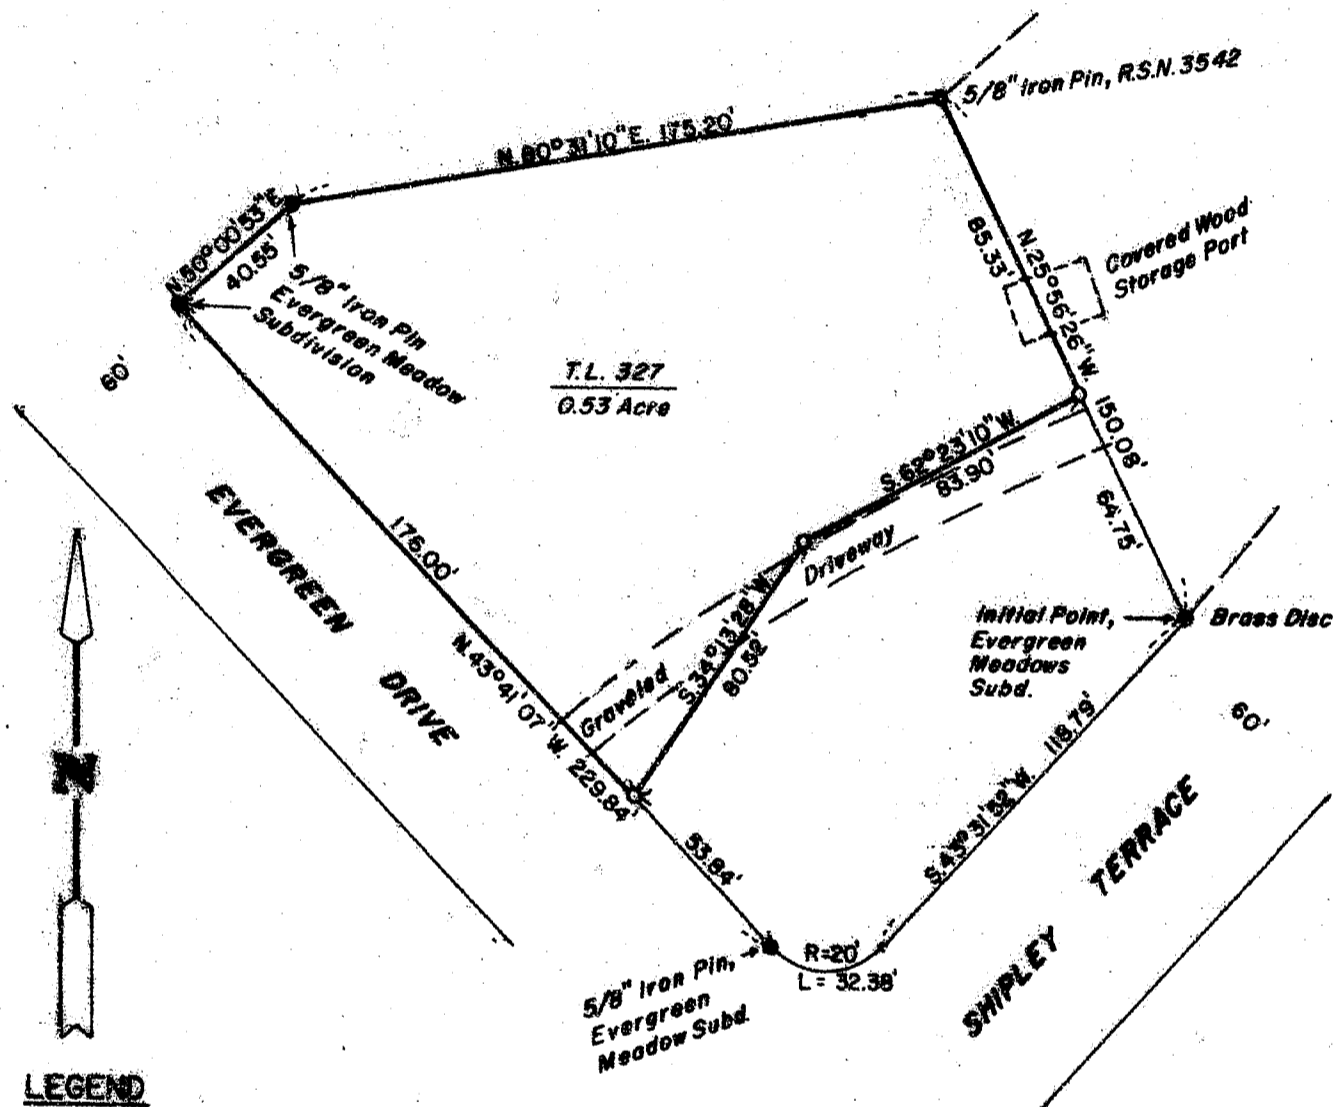 5/8" Iron Pin, R.S.N. 3542
N. 80° 31' 10" E. 175.20'
N. 50° 00' 53" E.
40.55'
5/8" Iron Pin
Evergreen Meadow
Subdivision
85.33'
N. 25° 56' 26" W.
150.08'
Covered Wood
Storage Port
60'
T.L. 327
0.53 Acre
S. 62° 23' 10" W.
83.90'
64.75'
EVERGREEN
DRIVE
176.00'
N. 43° 41' 07" W. 229.84'
Graveled
Driveway
S. 34° 13' 28" W.
80.52'
Initial Point,
Evergreen
Meadows
Subd.
Brass Disc
60'
N
53.84'
S. 43° 31' 52" W. 118.79'
SHIPLEY TERRACE
R=20'
L = 32.38'
5/8" Iron Pin,
Evergreen
Meadow Subd.
LEGEND